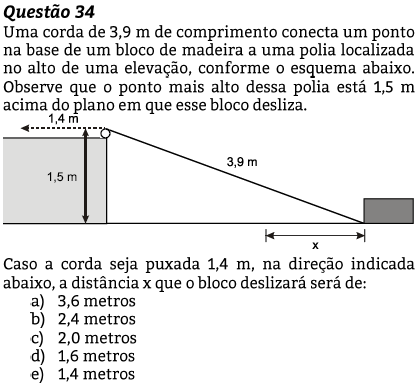 Questão 34
Uma corda de 3,9 m de comprimento conecta um ponto
na base de um bloco de madeira a uma polia localizada
no alto de uma elevação, conforme o esquema abaixo.
Observe que o ponto mais alto dessa polia está 1,5 m
acima do plano em que esse bloco desliza.
1,4 m
3,9 m
1,5 m
x
Caso a corda seja puxada 1,4 m, na direção indicada
abaixo, a distância x que o bloco deslizará será de:
a) 3,6 metros
b) 2,4 metros
c) 2,0 metros
d) 1,6 metros
e) 1,4 metros